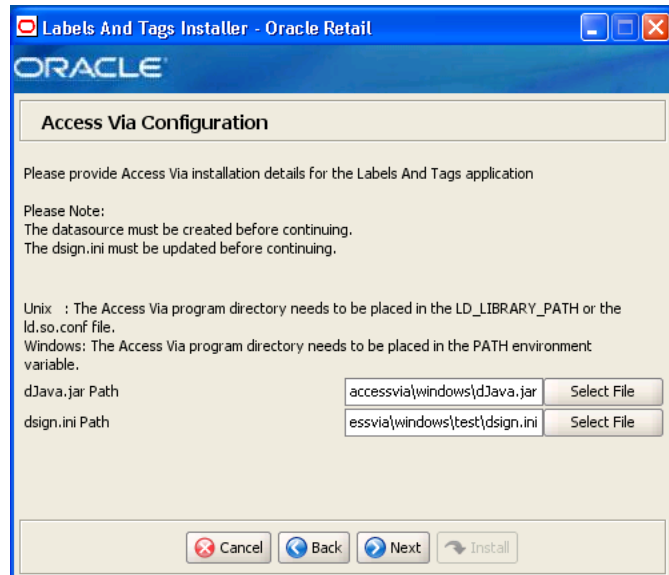 Labels And Tags Installer - Oracle Retail
ORACLE
Access Via Configuration
Please provide Access Via installation details for the Labels And Tags application
Please Note:
The datasource must be created before continuing.
The dsign.ini must be updated before continuing.
Unix : The Access Via program directory needs to be placed in the LD_LIBRARY_PATH or the
ld.so.conf file.
Windows: The Access Via program directory needs to be placed in the PATH environment
variable.
dJava.jar Path accessvia\windows\dJava.jar Select File
dsign.ini Path essvia\windows\test\dsign.ini Select File
Cancel Back Next Install